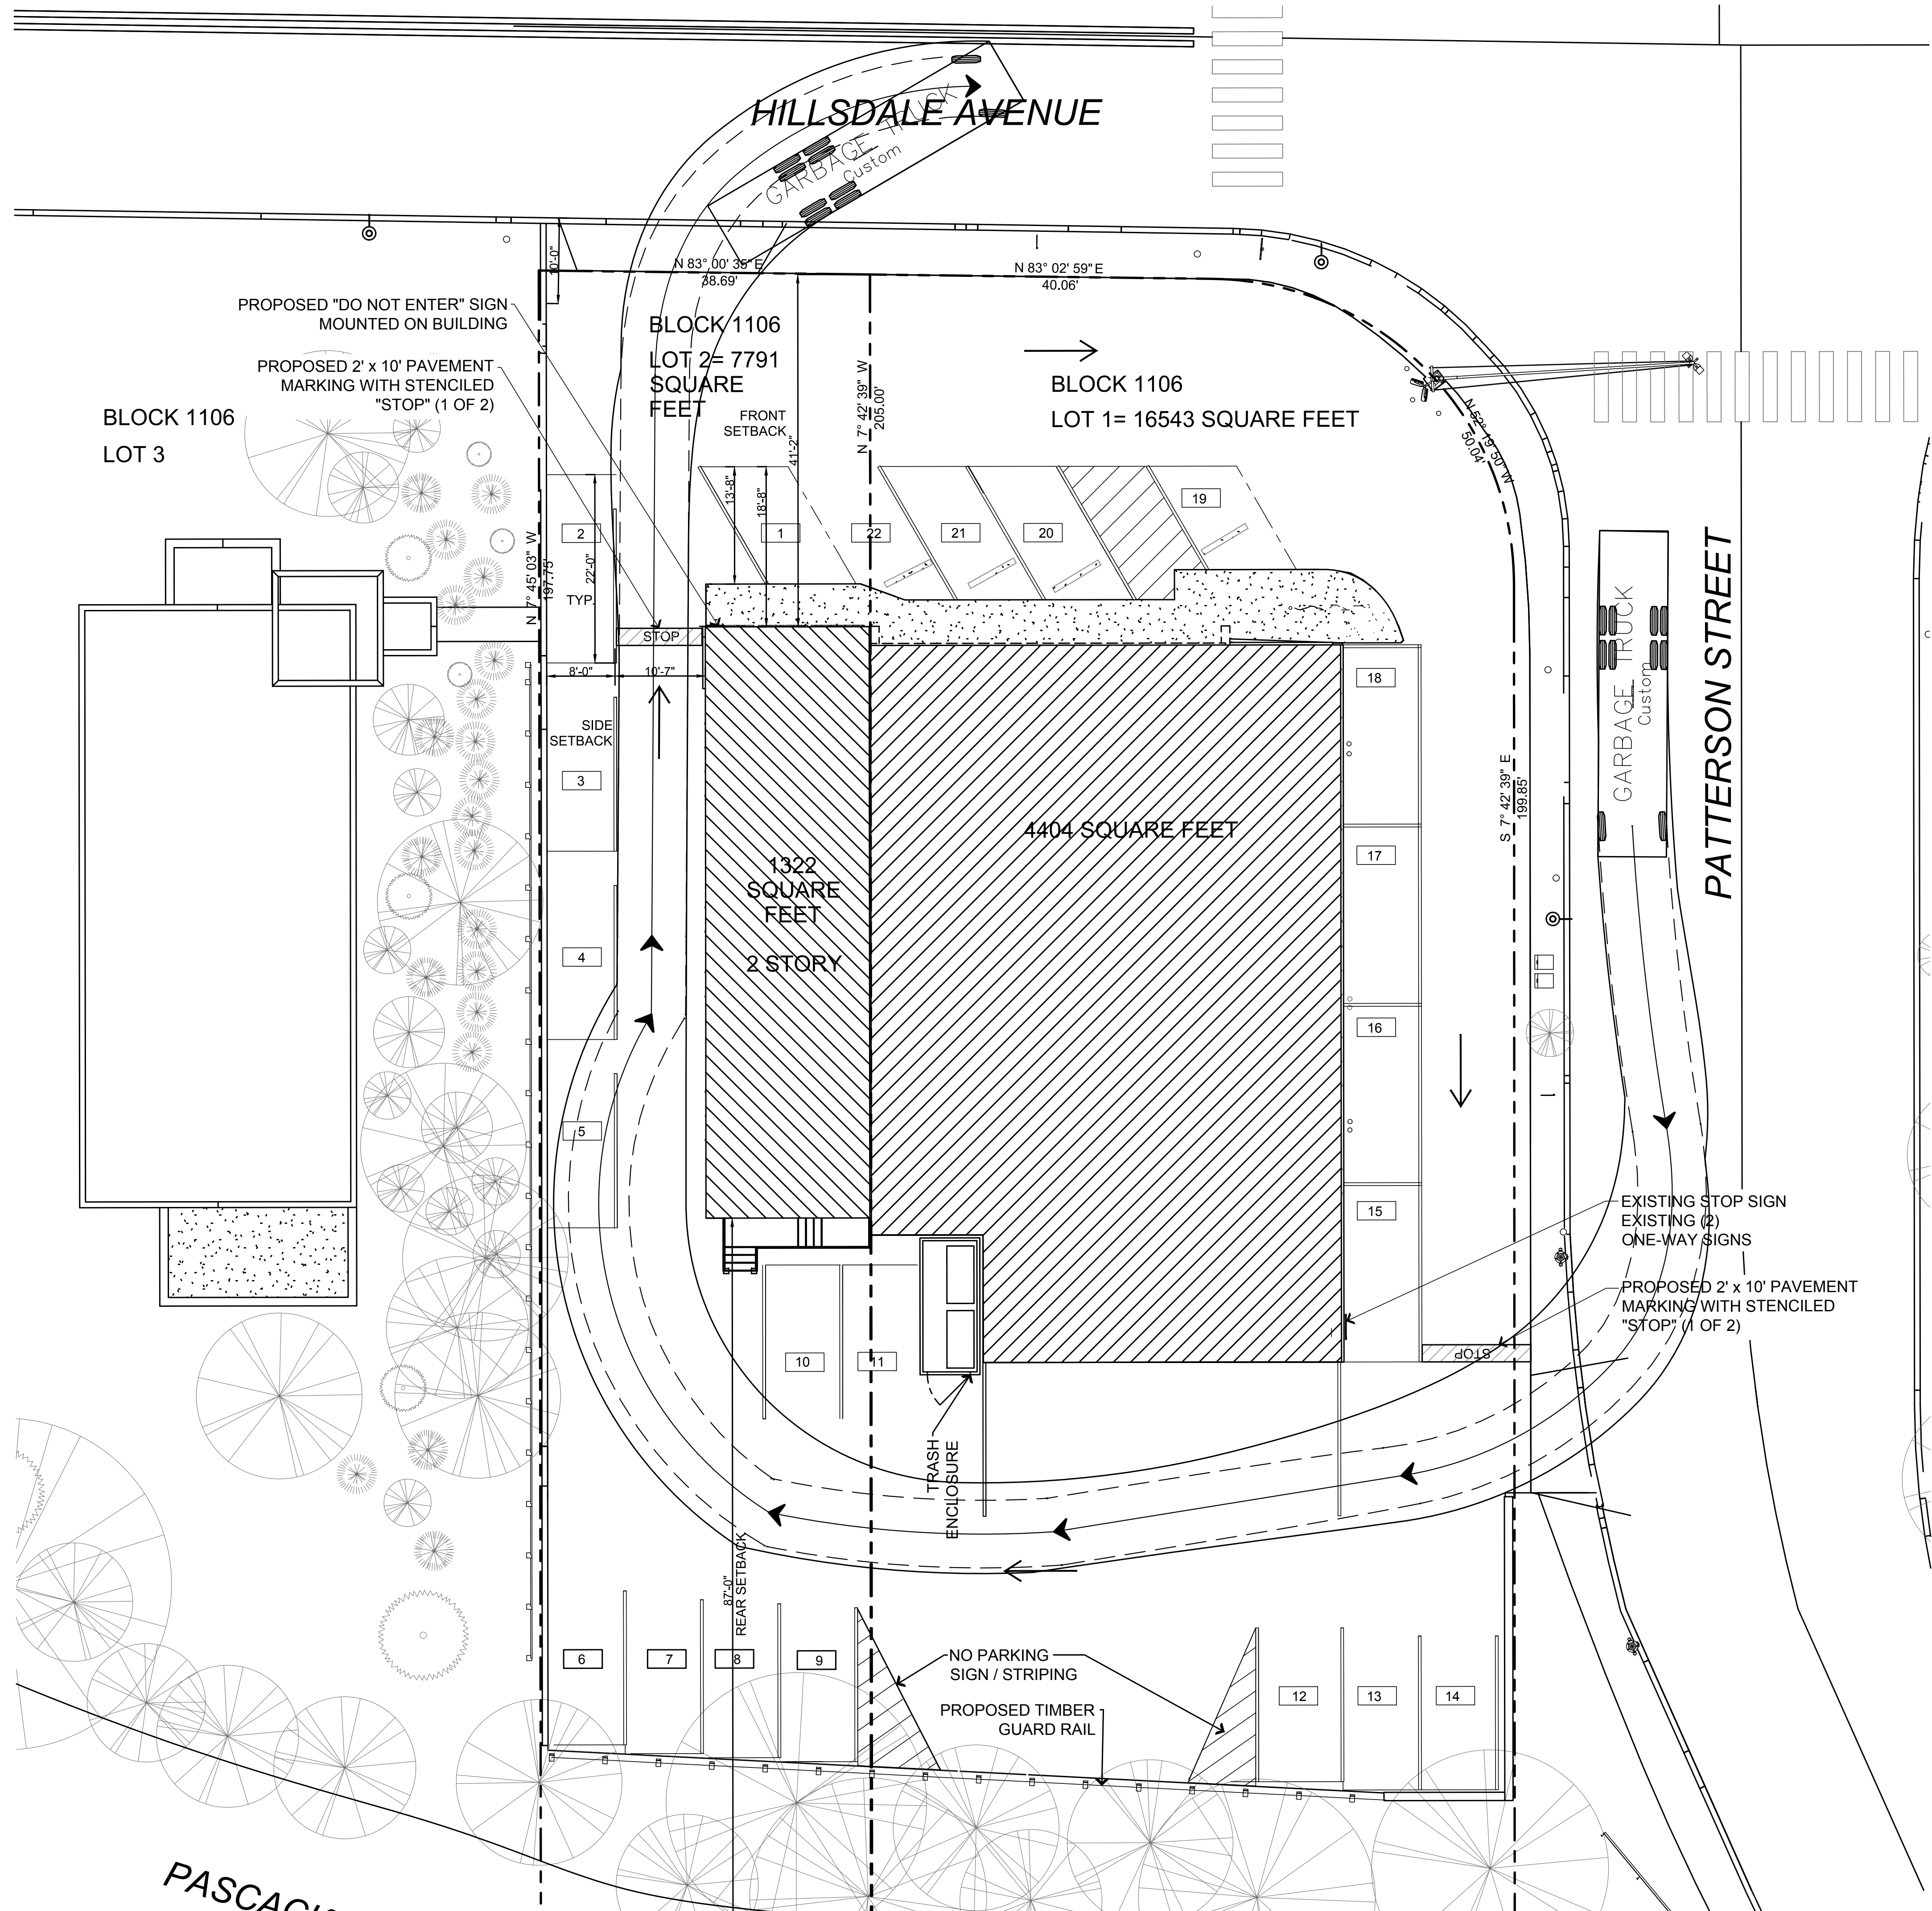 HILLSDALE AVENUE
GARBAGE TRUCK
Custom
N 83° 00' 35" E
38.69'
N 83° 02' 59" E
40.06'
10'-0"
PROPOSED "DO NOT ENTER" SIGN
MOUNTED ON BUILDING
PROPOSED 2' x 10' PAVEMENT
MARKING WITH STENCILED
"STOP" (1 OF 2)
BLOCK 1106
LOT 3
BLOCK 1106
LOT 2= 7791
SQUARE
FEET
FRONT
SETBACK
41'-2"
N 7° 42' 39" W
205.00'
BLOCK 1106
LOT 1= 16543 SQUARE FEET
N 52° 19' 50" W
50.04'
13'-8"
18'-8"
1
22
21
20
19
2
22'-0"
TYP.
N 7° 45' 03" W
197.75'
STOP
8'-0"
10'-7"
SIDE
SETBACK
3
4
5
1322
SQUARE
FEET
2 STORY
4404 SQUARE FEET
18
17
16
15
S 7° 42' 39" E
199.85'
GARBAGE TRUCK
Custom
PATTERSON STREET
EXISTING STOP SIGN
EXISTING (2)
ONE-WAY SIGNS
PROPOSED 2' x 10' PAVEMENT
MARKING WITH STENCILED
"STOP" (1 OF 2)
STOP
10
11
TRASH
ENCLOSURE
87'-0"
REAR SETBACK
6
7
8
9
NO PARKING
SIGN / STRIPING
PROPOSED TIMBER
GUARD RAIL
12
13
14